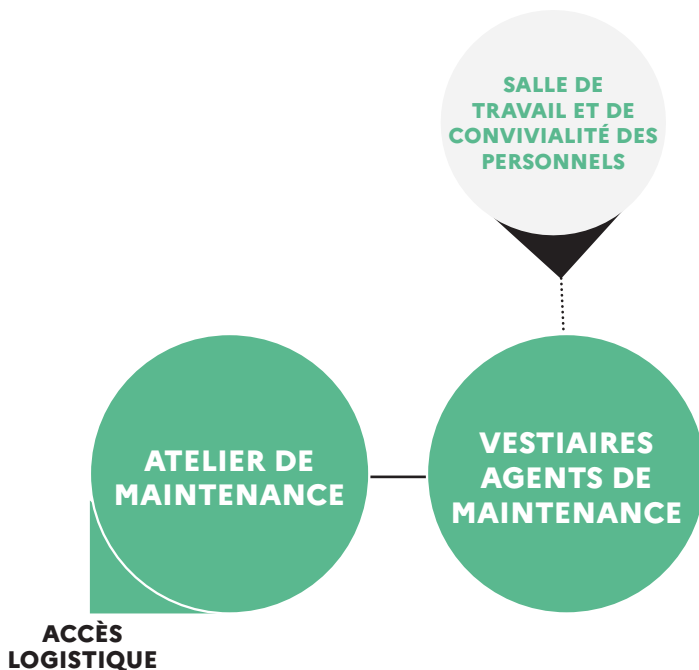 SALLE DE
TRAVAIL ET DE
CONVIVIALITÉ DES
PERSONNELS
ATELIER DE
MAINTENANCE
VESTIAIRES
AGENTS DE
MAINTENANCE
ACCÈS
LOGISTIQUE